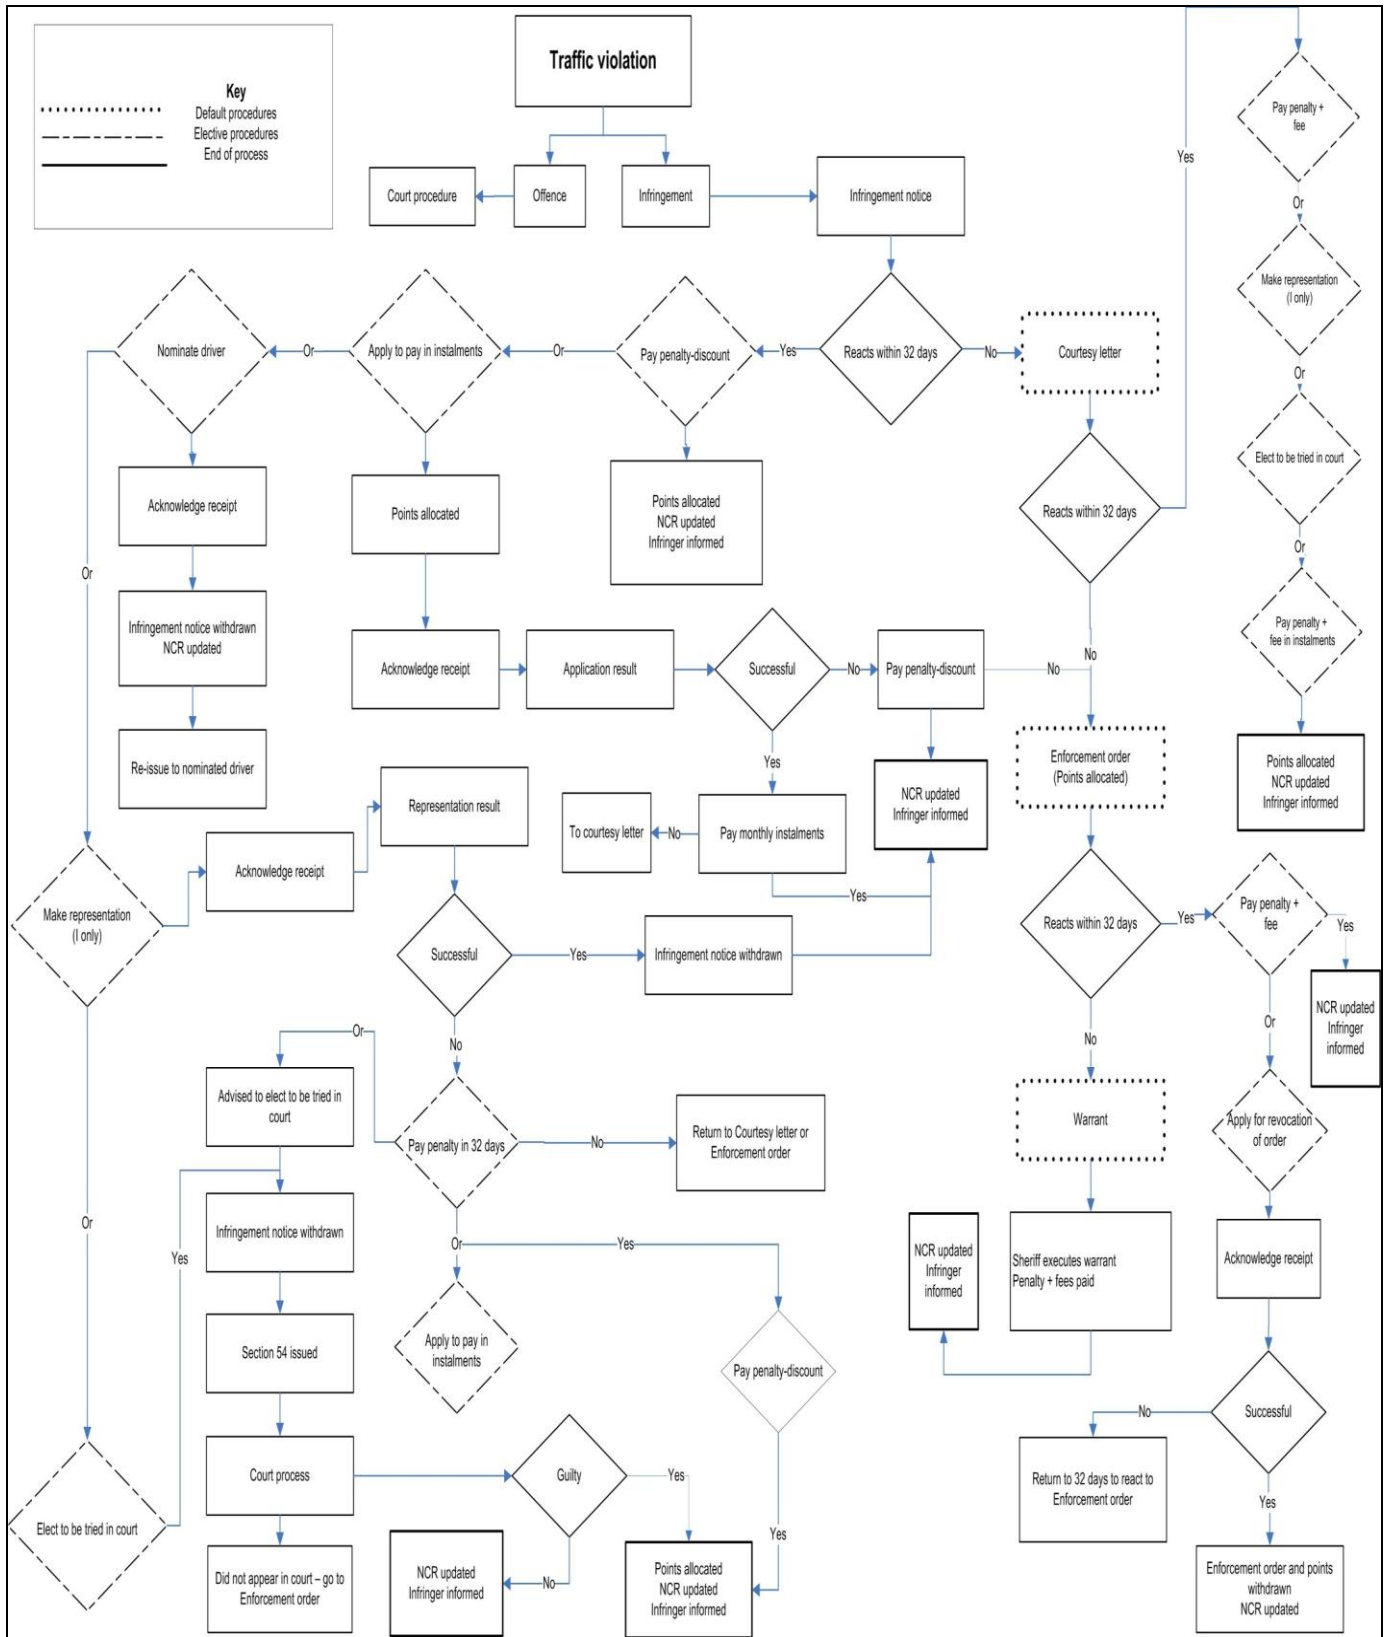 Key
Default procedures
Elective procedures
End of process
Traffic violation
Court procedure
Offence
Infringement
Infringement notice
Yes
Pay penalty +
fee
Or
Make representation
(I only)
Or
Elect to be tried in court
Or
Pay penalty +
fee in instalments
Points allocated
NCR updated
Infringer informed
Nominate driver
Or
Apply to pay in instalments
Or
Pay penalty-discount
Yes
Reacts within 32 days
No
Courtesy letter
Reacts within 32 days
No
Acknowledge receipt
Infringement notice withdrawn
NCR updated
Re-issue to nominated driver
Or
Points allocated
Acknowledge receipt
Application result
Successful
No
Pay penalty-discount
No
Points allocated
NCR updated
Infringer informed
Yes
Pay monthly instalments
No
To courtesy letter
Yes
NCR updated
Infringer informed
Enforcement order
(Points allocated)
Reacts within 32 days
Yes
Pay penalty +
fee
Yes
NCR updated
Infringer
informed
Or
Apply for revocation
of order
Acknowledge receipt
Successful
No
Return to 32 days to react to
Enforcement order
Yes
Enforcement order and points
withdrawn
NCR updated
No
Warrant
Sheriff executes warrant
Penalty + fees paid
NCR updated
Infringer
informed
Make representation
(I only)
Acknowledge receipt
Representation result
Successful
Yes
Infringement notice withdrawn
No
Pay penalty in 32 days
No
Return to Courtesy letter or
Enforcement order
Or
Advised to elect to be tried in
court
Or
Apply to pay in
instalments
Yes
Pay penalty-discount
Yes
Or
Elect to be tried in court
Yes
Infringement notice withdrawn
Section 54 issued
Court process
Did not appear in court – go to
Enforcement order
Guilty
Yes
No
NCR updated
Infringer informed
Points allocated
NCR updated
Infringer informed